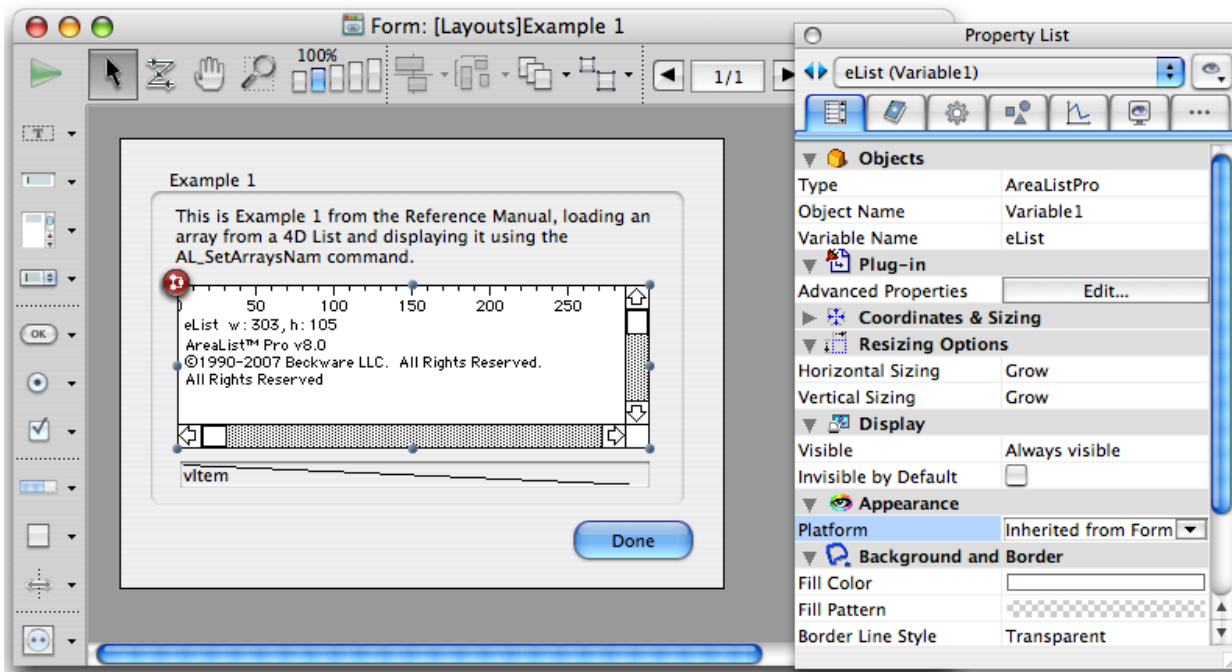 Form: [Layouts]Example 1
100%
1/1
T
OK
Example 1
This is Example 1 from the Reference Manual, loading an
array from a 4D List and displaying it using the
AL_SetArraysNam command.
0 50 100 150 200 250
eList w: 303, h: 105
AreaList™ Pro v8.0
©1990-2007 Beckware LLC. All Rights Reserved.
All Rights Reserved
vItem
Done
Property List
eList (Variable1)
Objects
Type AreaListPro
Object Name Variable1
Variable Name eList
Plug-in
Advanced Properties Edit...
Coordinates & Sizing
Resizing Options
Horizontal Sizing Grow
Vertical Sizing Grow
Display
Visible Always visible
Invisible by Default
Appearance
Platform Inherited from Form
Background and Border
Fill Color
Fill Pattern
Border Line Style Transparent